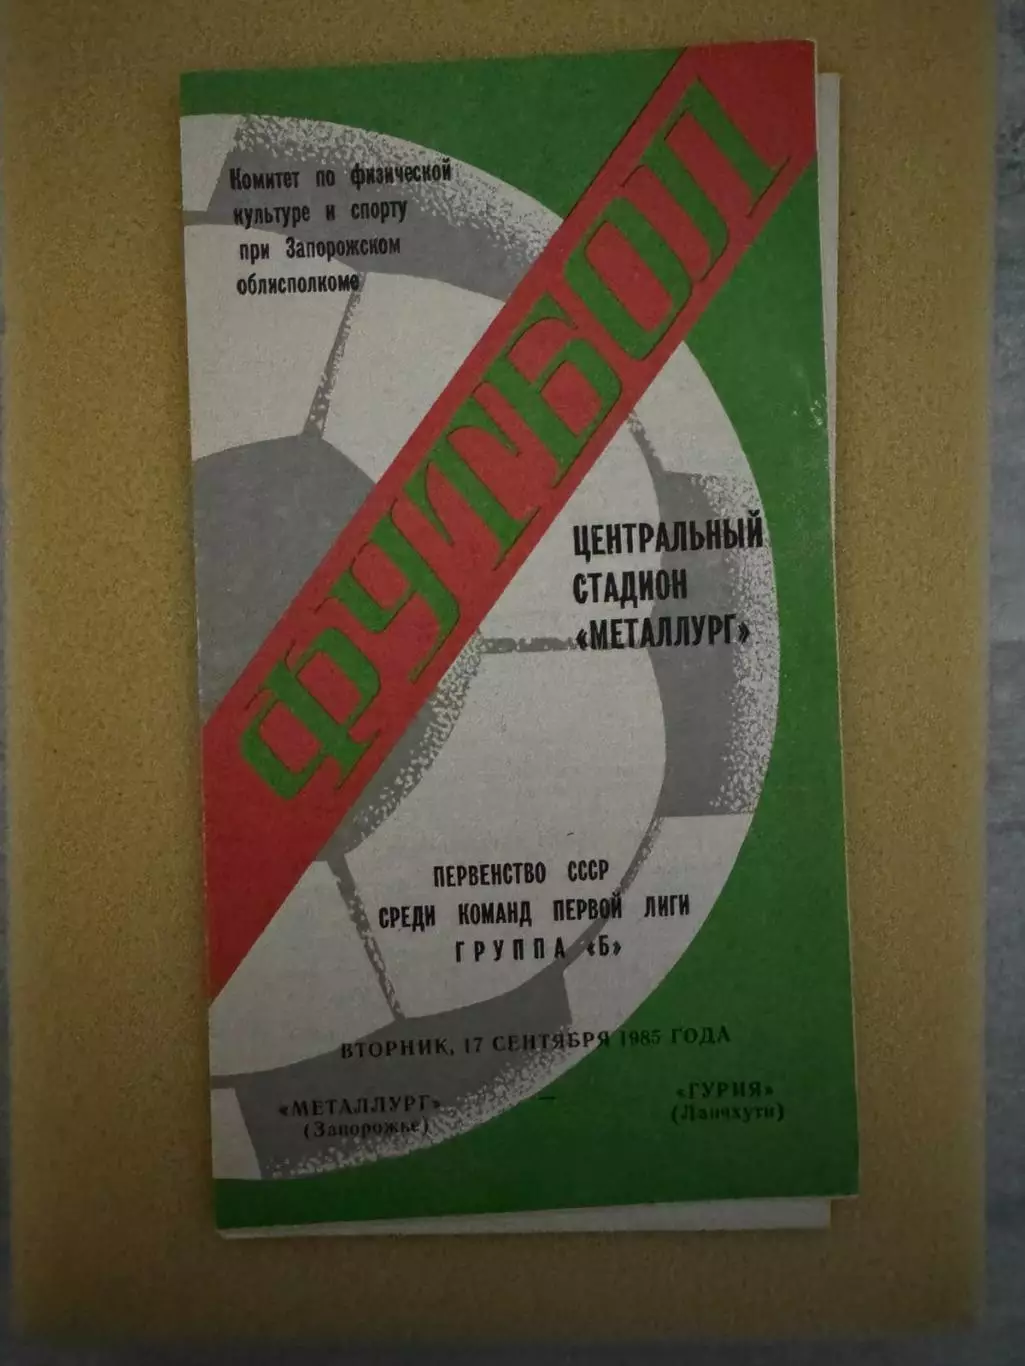 Комитет по физической
культуре и спорту
при Запорожском
облисполкоме
ФУТБОЛ
ЦЕНТРАЛЬНЫЙ
СТАДИОН
«МЕТАЛЛУРГ»
ПЕРВЕНСТВО СССР
СРЕДИ КОМАНД ПЕРВОЙ ЛИГИ
ГРУППА «Б»
ВТОРНИК, 17 СЕНТЯБРЯ 1985 ГОДА
«МЕТАЛЛУРГ» — «ГУРИЯ»
(Запорожье) (Ланчхути)